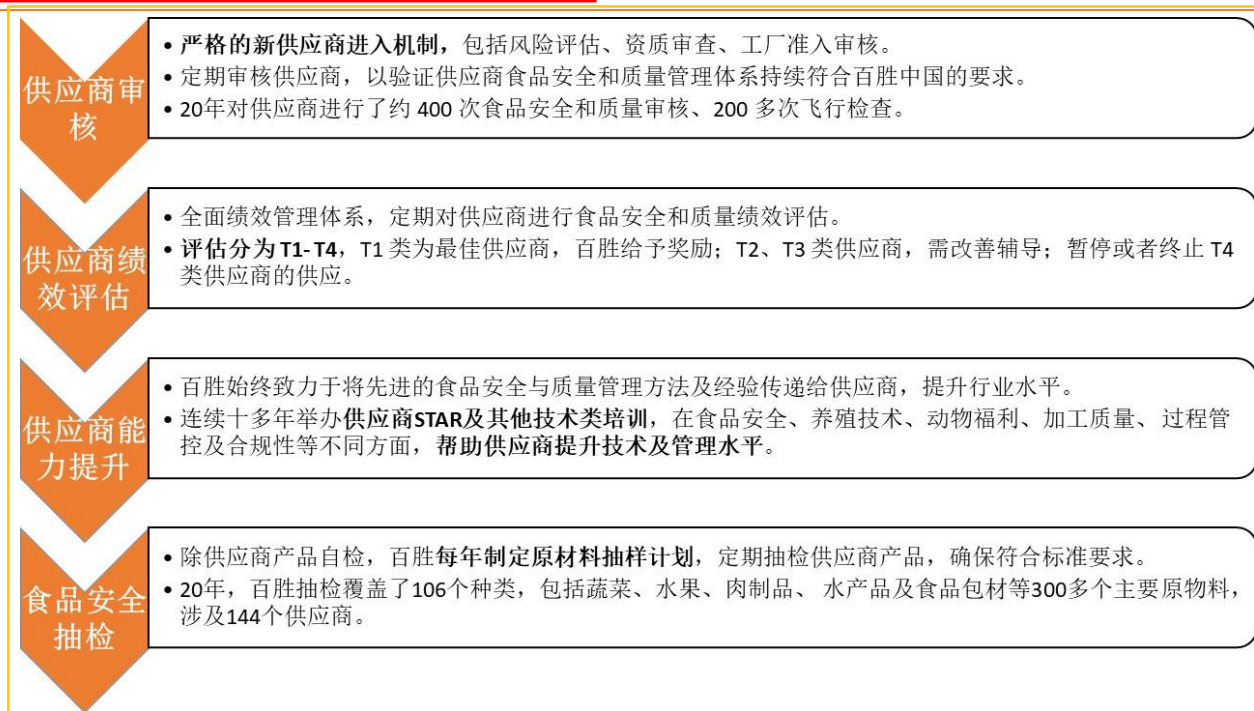 供应商审
核
• 严格的新供应商进入机制，包括风险评估、资质审查、工厂准入审核。
• 定期审核供应商，以验证供应商食品安全和质量管理体系持续符合百胜中国的要求。
• 20年对供应商进行了约 400 次食品安全和质量审核、200 多次飞行检查。
供应商绩
效评估
• 全面绩效管理体系，定期对供应商进行食品安全和质量绩效评估。
• 评估分为 T1-T4，T1 类为最佳供应商，百胜给予奖励；T2、T3 类供应商，需改善辅导；暂停或者终止 T4
类供应商的供应。
供应商能
力提升
• 百胜始终致力于将先进的食品安全与质量管理方法及经验传递给供应商，提升行业水平。
• 连续十多年举办供应商STAR及其他技术类培训，在食品安全、养殖技术、动物福利、加工质量、过程管
控及合规性等不同方面，帮助供应商提升技术及管理水平。
食品安全
抽检
• 除供应商产品自检，百胜每年制定原材料抽样计划，定期抽检供应商产品，确保符合标准要求。
• 20年，百胜抽检覆盖了106个种类，包括蔬菜、水果、肉制品、水产品及食品包材等300多个主要原物料，
涉及144个供应商。